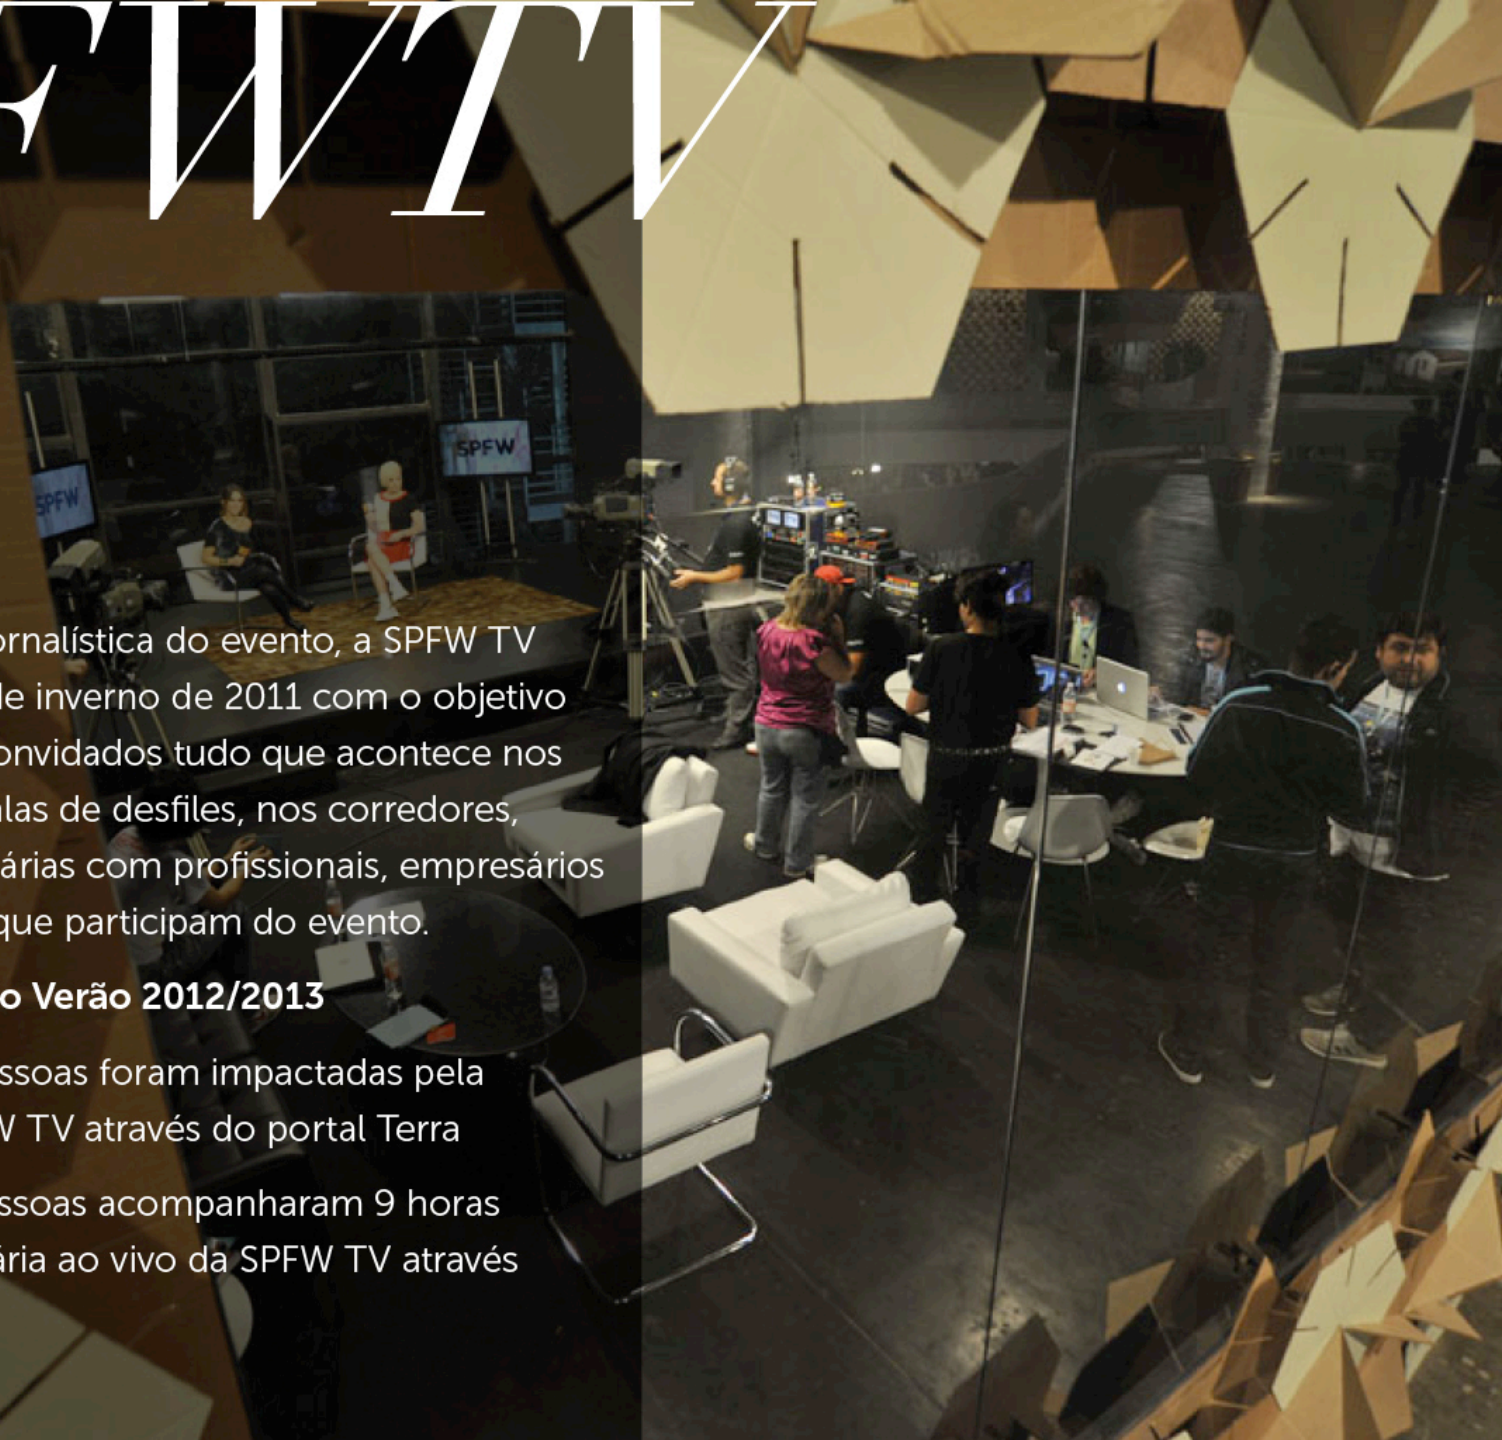 FWTV
SPFW
SPFW
ornalística do evento, a SPFW TV
de inverno de 2011 com o objetivo
onvidados tudo que acontece nos
alas de desfiles, nos corredores,
árias com profissionais, empresários
que participam do evento.
o Verão 2012/2013
ssoas foram impactadas pela
W TV através do portal Terra
ssoas acompanharam 9 horas
ária ao vivo da SPFW TV através